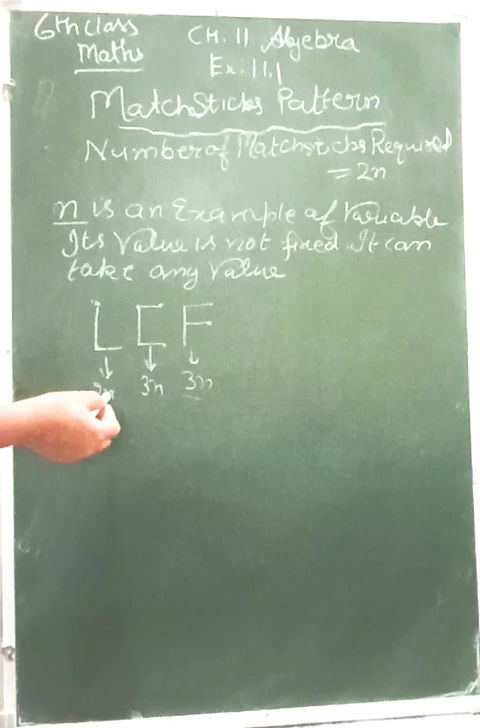 6th class
Maths
CH. 11 Algebra
Ex. 11.1
MatchSticks Pattern
Number of Matchsticks Required
= 2n
n is an Example of Variable
Its Value is not fixed. It can
take any Value
L C F
3n 3n